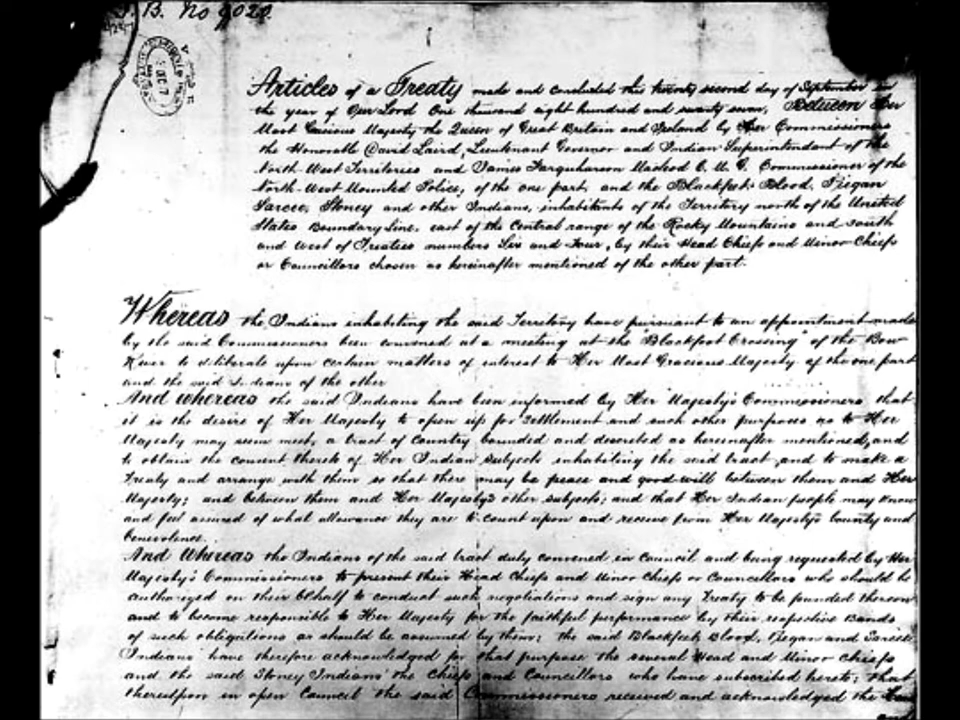 B. No 9029
Articles of a Treaty made and concluded this twenty second day of September in
the year of Our Lord One thousand eight hundred and seventy seven, Between Her
Most Gracious Majesty the Queen of Great Britain and Ireland by Her Commissioners
the Honorable David Laird, Lieutenant Governor and Indian Superintendant of the
North-West Territories and James Farquharson Macleod C.M.G. Commissioner of the
North-West Mounted Police, of the one part, and the Blackfeet, Blood, Piegan
Sarcee, Stoney and other Indians, inhabitants of the Territory north of the United
States Boundary Line, east of the Central range of the Rocky Mountains and south
and west of Treaties numbers Six and Four, by their Head Chiefs and Minor Chiefs
or Councillors chosen as hereinafter mentioned of the other part.
Whereas the Indians inhabiting the said Territory have pursuant to an appointment made
by the said Commissioners been convened at a meeting at the "Blackfoot Crossing" of the Bow
River to deliberate upon certain matters of interest to Her Most Gracious Majesty of the one part
and the said Indians of the other
And whereas the said Indians have been informed by Her Majesty's Commissioners that
it is the desire of Her Majesty to open up for settlement and such other purposes as to Her
Majesty may seem meet, a tract of Country bounded and described as hereinafter mentioned, and
to obtain the consent thereto of Her Indian subjects inhabiting the said tract, and to make a
Treaty and arrange with them so that there may be peace and good will between them and Her
Majesty; and between them and Her Majesty's other subjects; and that Her Indian people may know
and feel assured of what allowance they are to count upon and receive from Her Majesty's bounty and
benevolence.
And Whereas the Indians of the said tract duly convened in Council and being requested by Her
Majesty's Commissioners to present their Head Chiefs and Minor Chiefs or Councillors who should be
authorized on their behalf to conduct such negotiations and sign any Treaty to be founded thereon
and to become responsible to Her Majesty for the faithful performance by their respective Bands
of such obligations as should be assumed by them; the said Blackfeet, Blood, Piegan and Sarcee
Indians have therefore acknowledged for that purpose the several Head and Minor Chiefs
and the said Stoney Indians the Chiefs and Councillors who have subscribed hereto; that
thereupon in open Council the said Commissioners received and acknowledged the Head